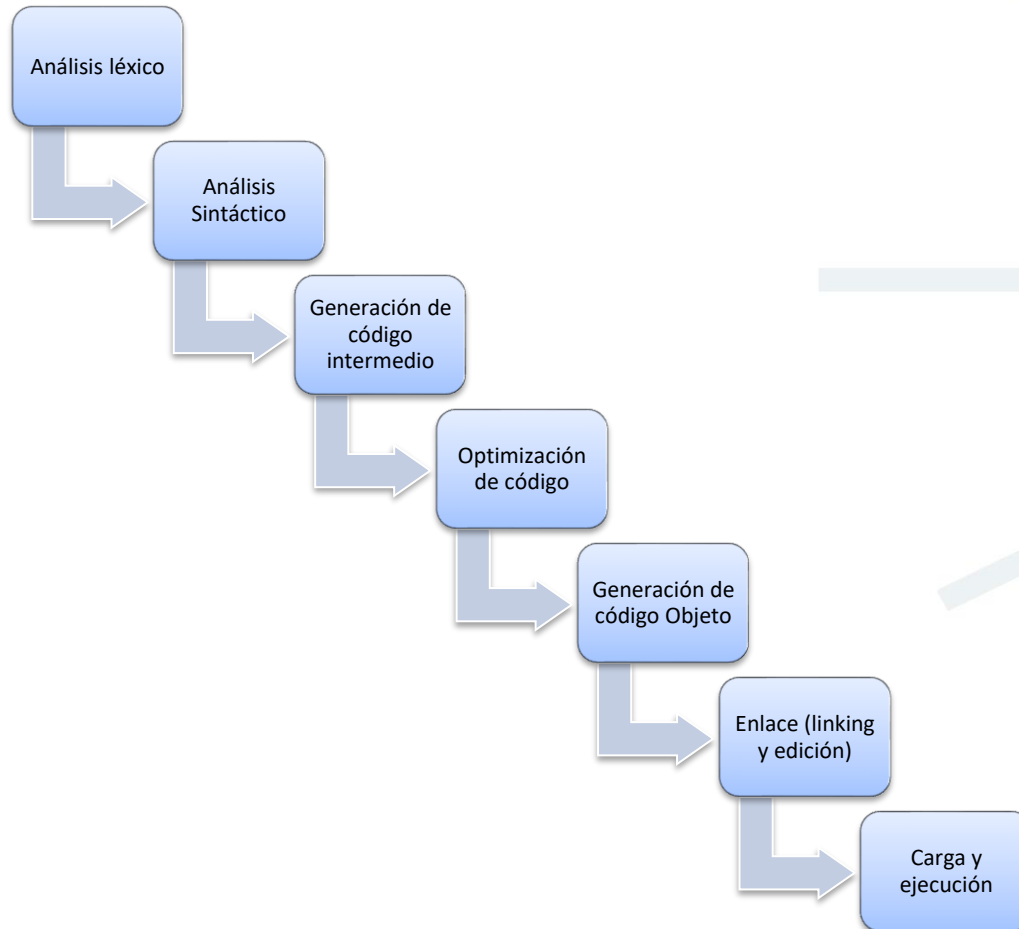 Análisis léxico
Análisis
Sintáctico
Generación de
código
intermedio
Optimización
de código
Generación de
código Objeto
Enlace (linking
y edición)
Carga y
ejecución